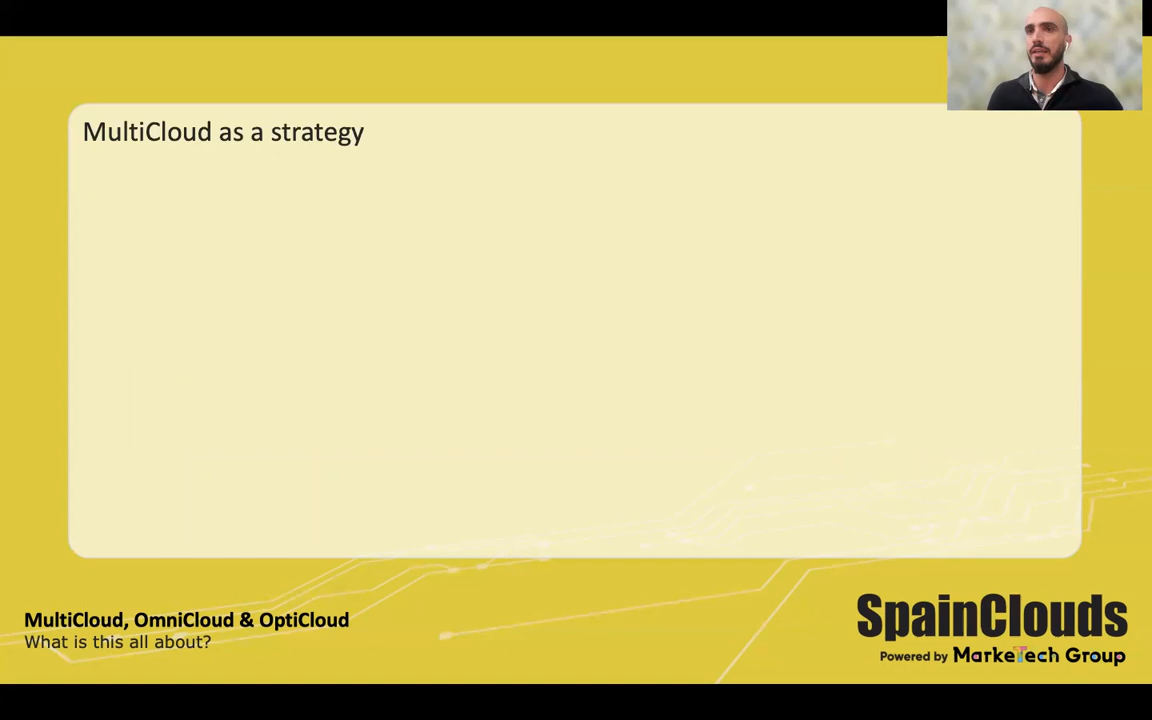 MultiCloud as a strategy
MultiCloud, OmniCloud & OptiCloud
What is this all about?
SpainClouds
Powered by MarkeTech Group